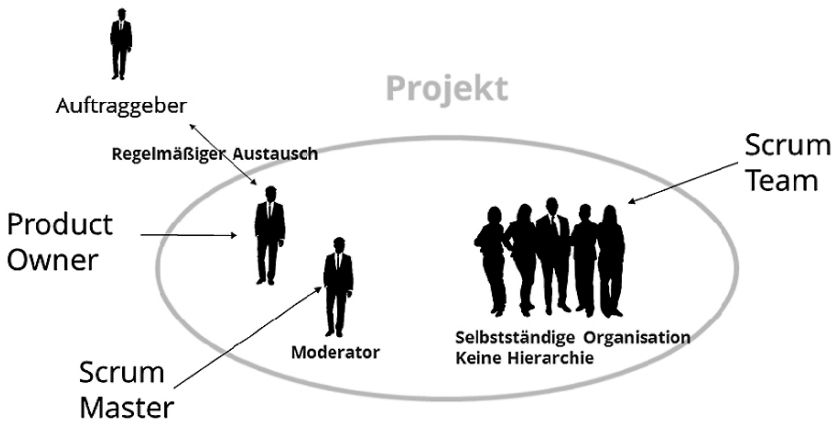 Projekt
Auftraggeber
Regelmäßiger Austausch
Scrum
Team
Product
Owner
Moderator
Selbstständige Organisation
Keine Hierarchie
Scrum
Master